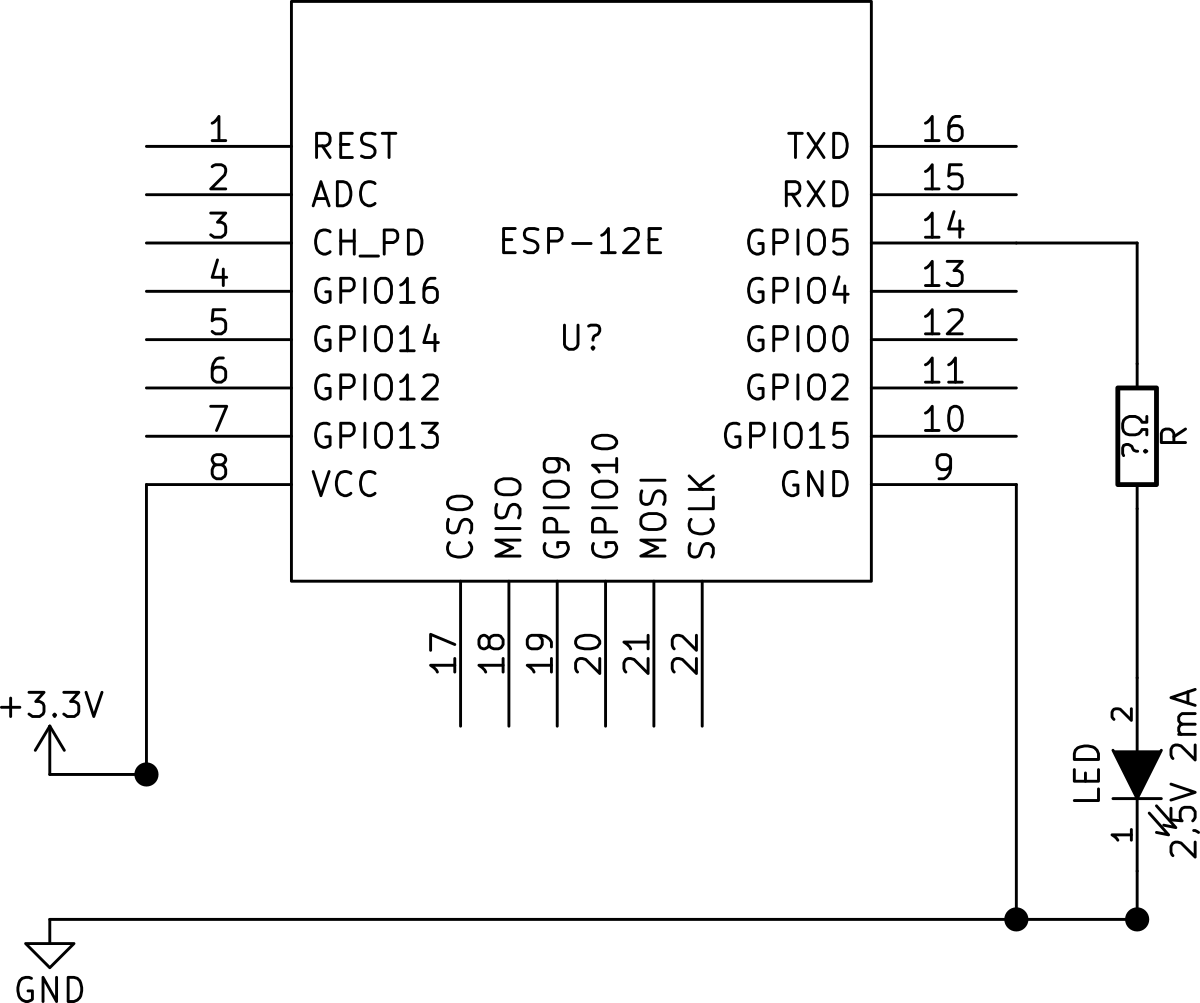 1
REST
2
ADC
3
CH_PD
4
GPIO16
5
GPIO14
6
GPIO12
7
GPIO13
8
VCC
ESP-12E
U?
TXD
16
RXD
15
GPIO5
14
GPIO4
13
GPIO0
12
GPIO2
11
GPIO15
10
GND
9
CS0
MISO
GPIO9
GPIO10
MOSI
SCLK
17
18
19
20
21
22
?Ω
R
+3.3V
2
LED
1
2,5V 2mA
GND